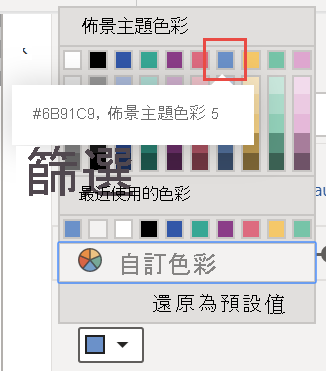 佈景主題色彩
#6B91C9, 佈景主題色彩 5
篩選
最近使用的色彩
au
自訂色彩
還原為預設值